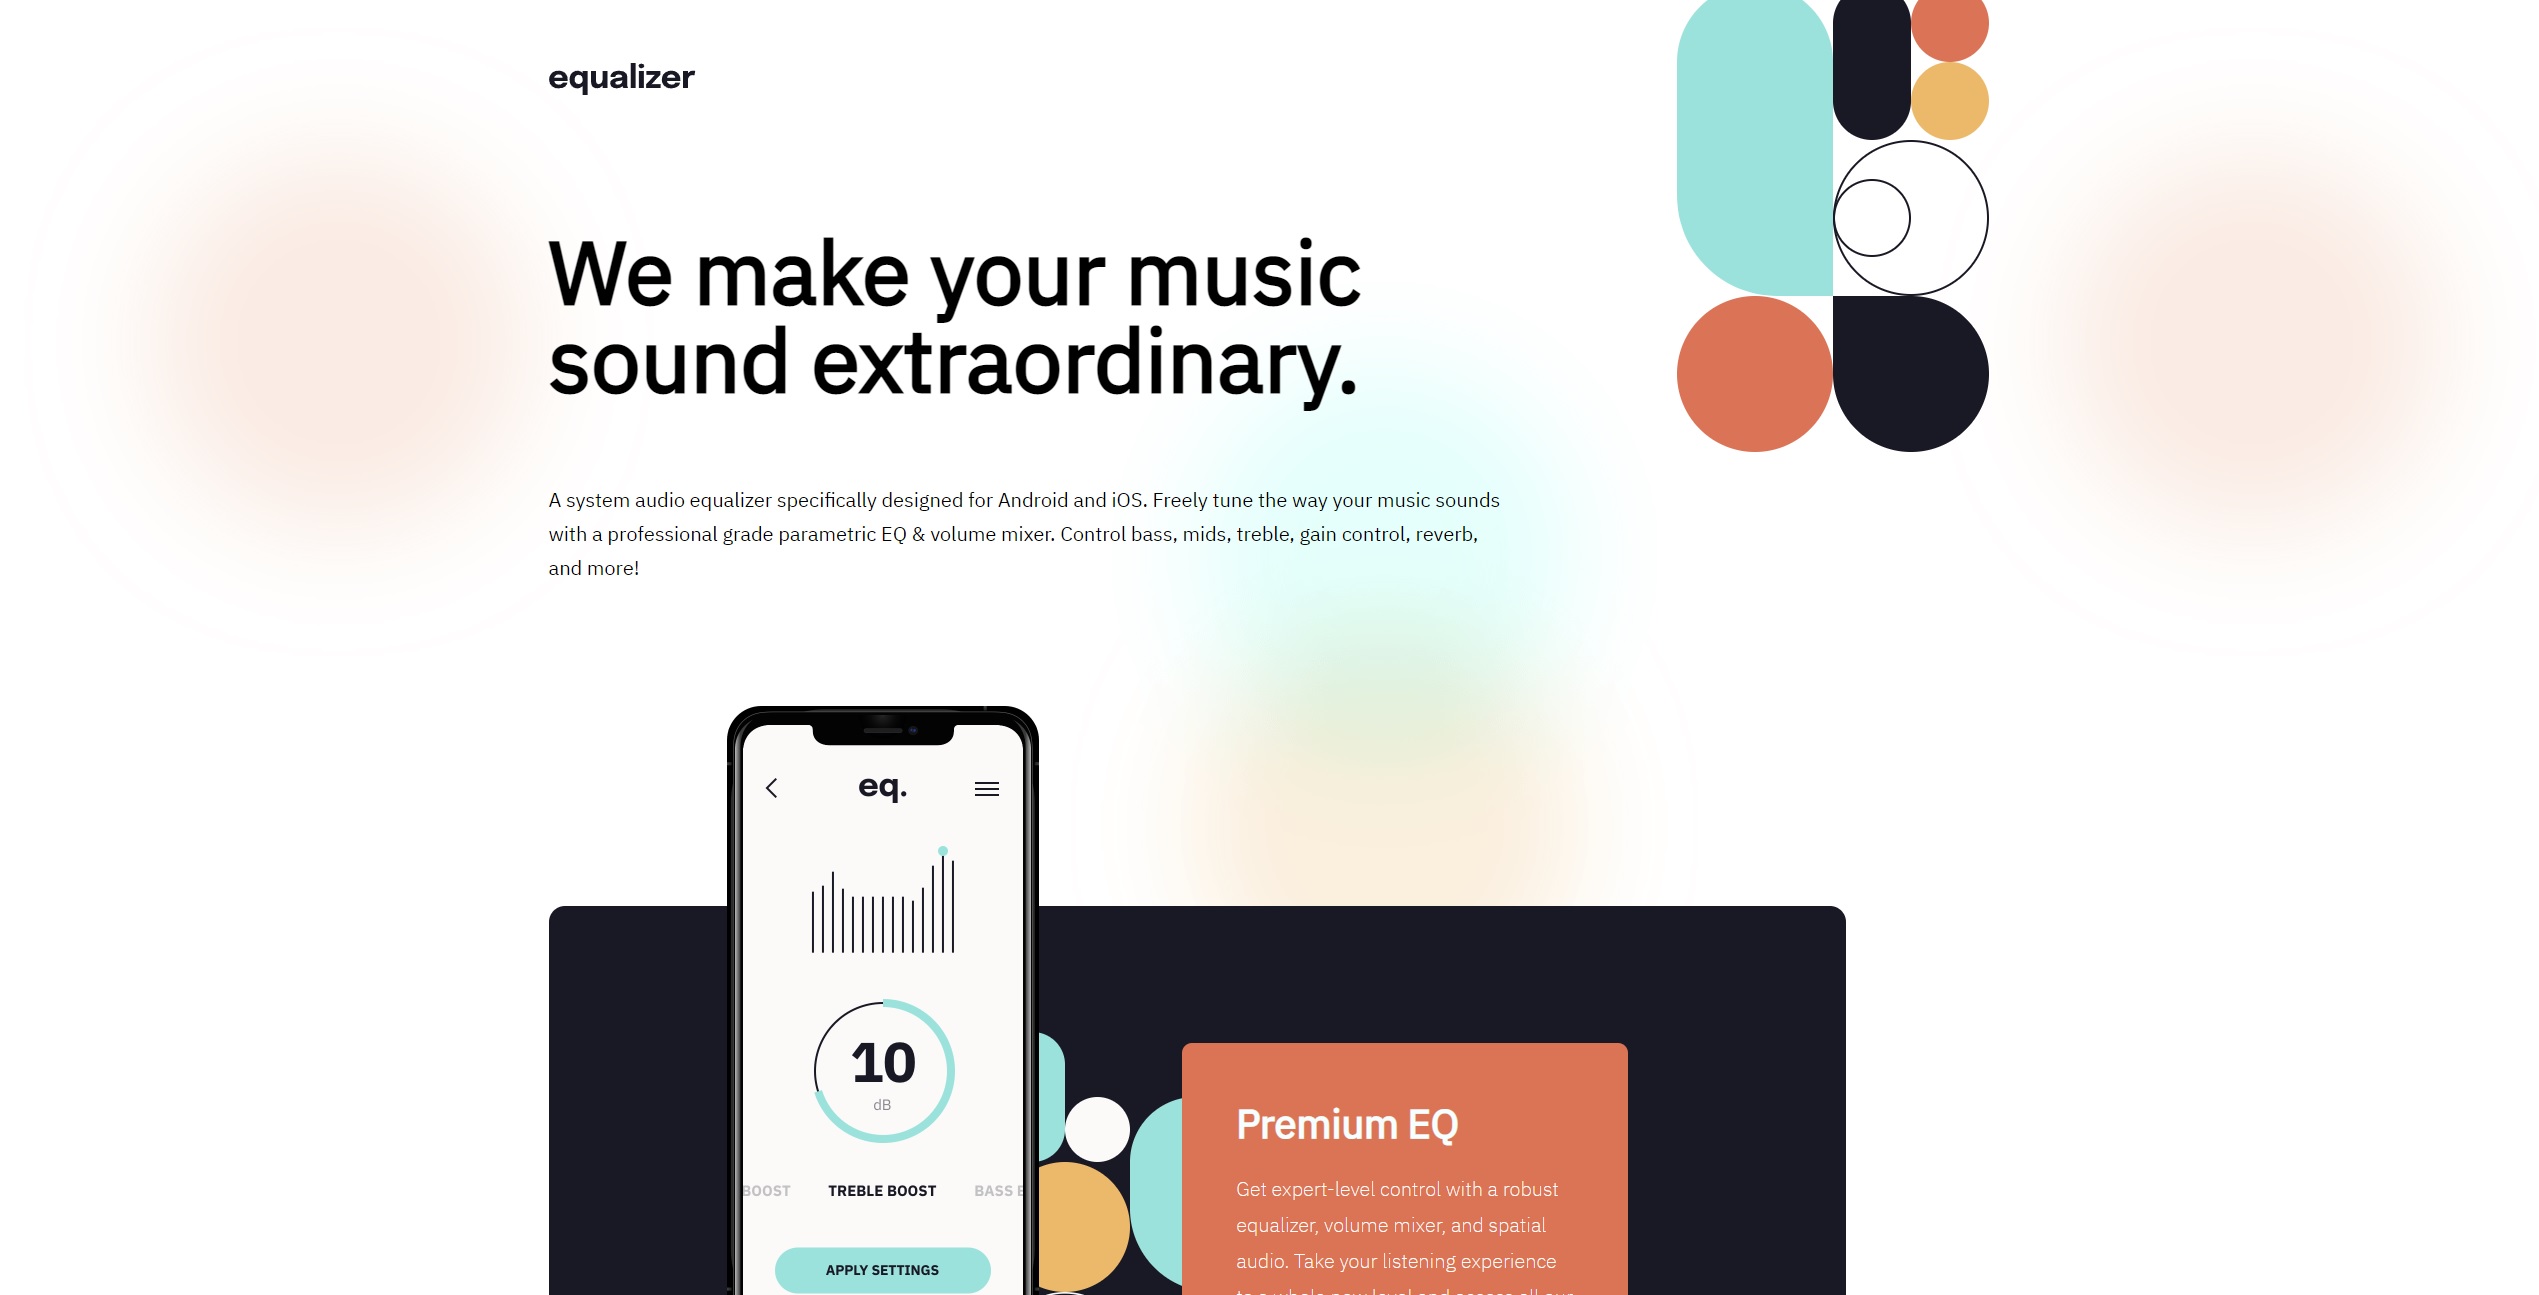 equalizer
We make your music
sound extraordinary.
A system audio equalizer specifically designed for Android and iOS. Freely tune the way your music sounds
with a professional grade parametric EQ & volume mixer. Control bass, mids, treble, gain control, reverb,
and more!
eq.
10
dB
BOOST TREBLE BOOST BASS
APPLY SETTINGS
Premium EQ
Get expert-level control with a robust
equalizer, volume mixer, and spatial
audio. Take your listening experience